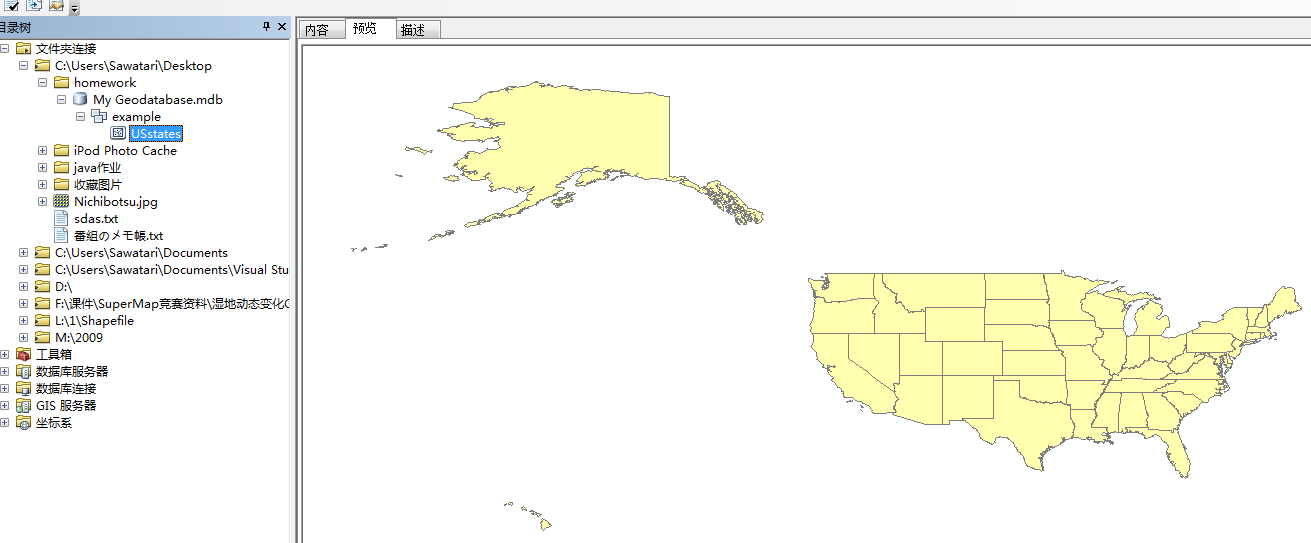 目录树
内容 预览 描述
文件夹连接
C:\Users\Sawatari\Desktop
homework
My Geodatabase.mdb
example
USstates
iPod Photo Cache
java作业
收藏图片
Nichibotsu.jpg
sdas.txt
番組のメモ帳.txt
C:\Users\Sawatari\Documents
C:\Users\Sawatari\Documents\Visual Stu
D:\
F:\课件\SuperMap竞赛资料\湿地动态变化G
L:\1\Shapefile
M:\2009
工具箱
数据库服务器
数据库连接
GIS 服务器
坐标系